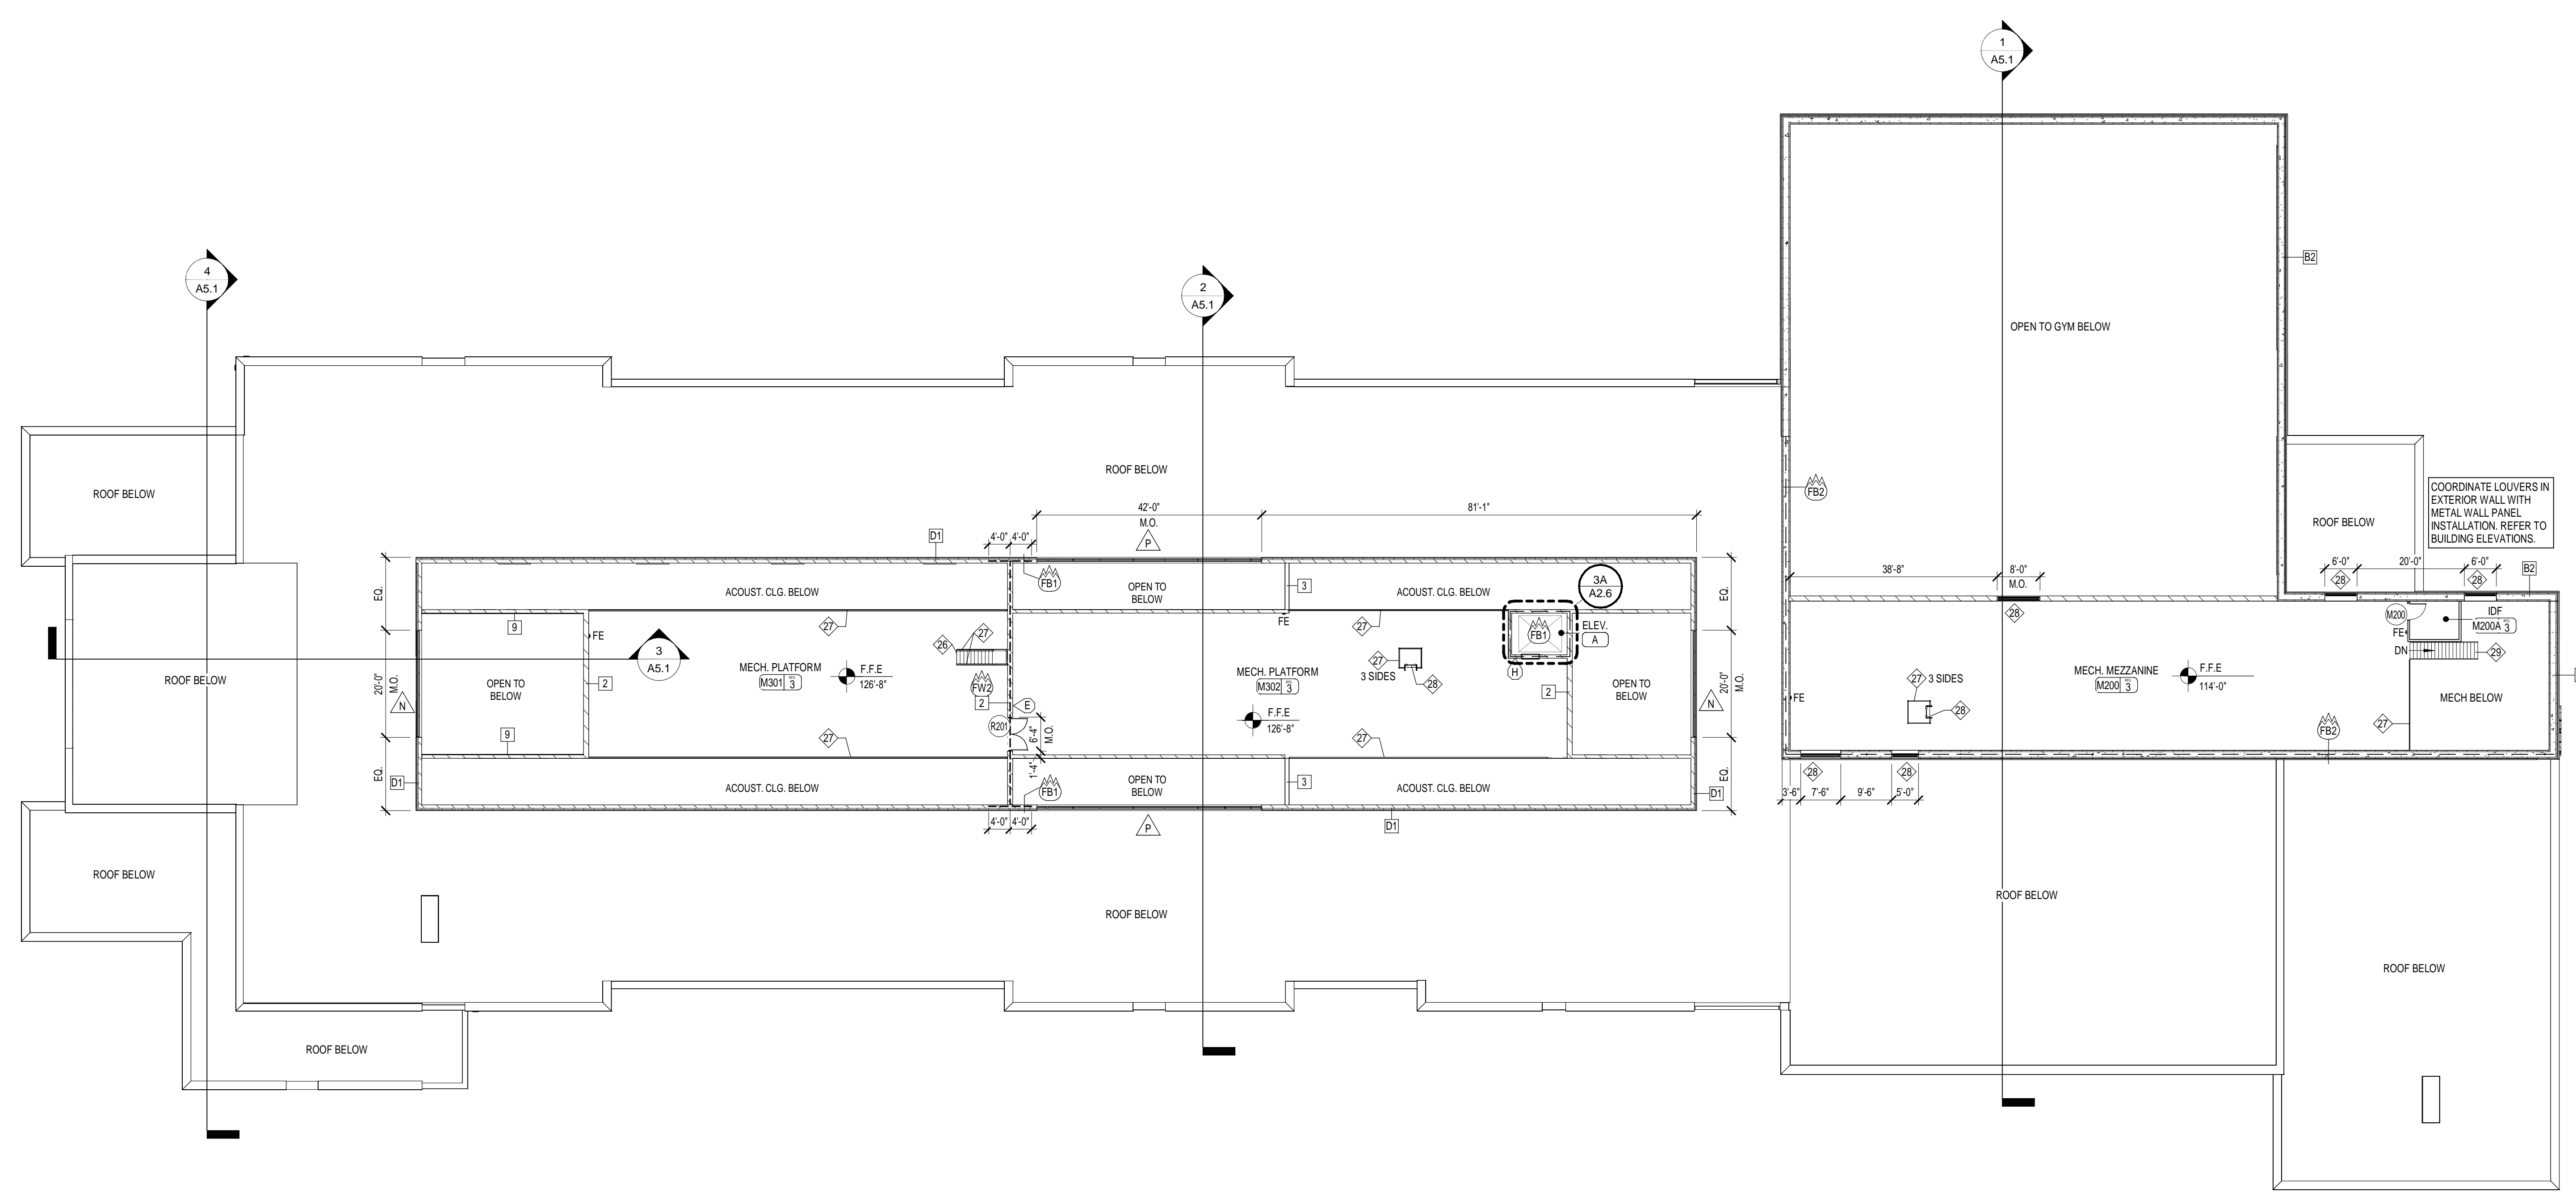 1
A5.1
4
A5.1
2
A5.1
B2
OPEN TO GYM BELOW
ROOF BELOW
ROOF BELOW
FB2
COORDINATE LOUVERS IN
EXTERIOR WALL WITH
METAL WALL PANEL
INSTALLATION. REFER TO
BUILDING ELEVATIONS.
ROOF BELOW
42'-0"
M.O.
P
81'-1"
D1
4'-0" 4'-0"
FB1
EQ.
ACOUST. CLG. BELOW
OPEN TO
BELOW
3
ACOUST. CLG. BELOW
3A
A2.6
EQ.
38'-8"
8'-0"
M.O.
28
6'-0"
28
20'-0"
6'-0"
28
B2
9
FE
27
26
27
FE
27
FB1
ELEV.
A
H
M200
IDF
M200A 3
FE
DN
29
3
A5.1
ROOF BELOW
20'-0"
M.O.
N
OPEN TO
BELOW
2
MECH. PLATFORM
M301 3
F.F.E
126'-8"
FW2
2
E
R201
6'-4"
M.O.
1'-4"
MECH. PLATFORM
M302 3
F.F.E
126'-8"
27
3 SIDES
28
2
OPEN TO
BELOW
20'-0"
M.O.
N
FE
27 3 SIDES
28
MECH. MEZZANINE
M200 3
F.F.E
114'-0"
MECH BELOW
27
FB2
9
27
27
EQ.
D1
ACOUST. CLG. BELOW
FB1
OPEN TO
BELOW
3
ACOUST. CLG. BELOW
EQ.
D1
28
28
3'-6"
7'-6"
9'-6"
5'-0"
4'-0" 4'-0"
P
D1
ROOF BELOW
ROOF BELOW
ROOF BELOW
ROOF BELOW
ROOF BELOW